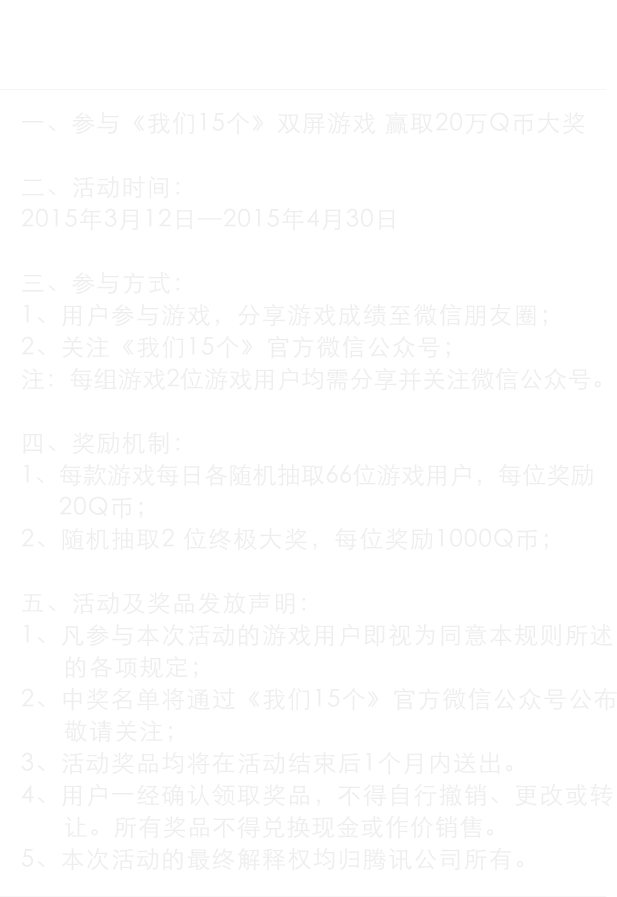 一、参与《我们15个》双屏游戏 赢取20万Q币大奖
二、活动时间：
2015年3月12日—2015年4月30日
三、参与方式：
1、用户参与游戏，分享游戏成绩至微信朋友圈；
2、关注《我们15个》官方微信公众号；
注：每组游戏2位游戏用户均需分享并关注微信公众号。
四、奖励机制：
1、每款游戏每日各随机抽取66位游戏用户，每位奖励
20Q币；
2、随机抽取2 位终极大奖，每位奖励1000Q币；
五、活动及奖品发放声明：
1、凡参与本次活动的游戏用户即视为同意本规则所述
的各项规定；
2、中奖名单将通过《我们15个》官方微信公众号公布
敬请关注；
3、活动奖品均将在活动结束后1个月内送出。
4、用户一经确认领取奖品，不得自行撤销、更改或转
让。所有奖品不得兑换现金或作价销售。
5、本次活动的最终解释权均归腾讯公司所有。